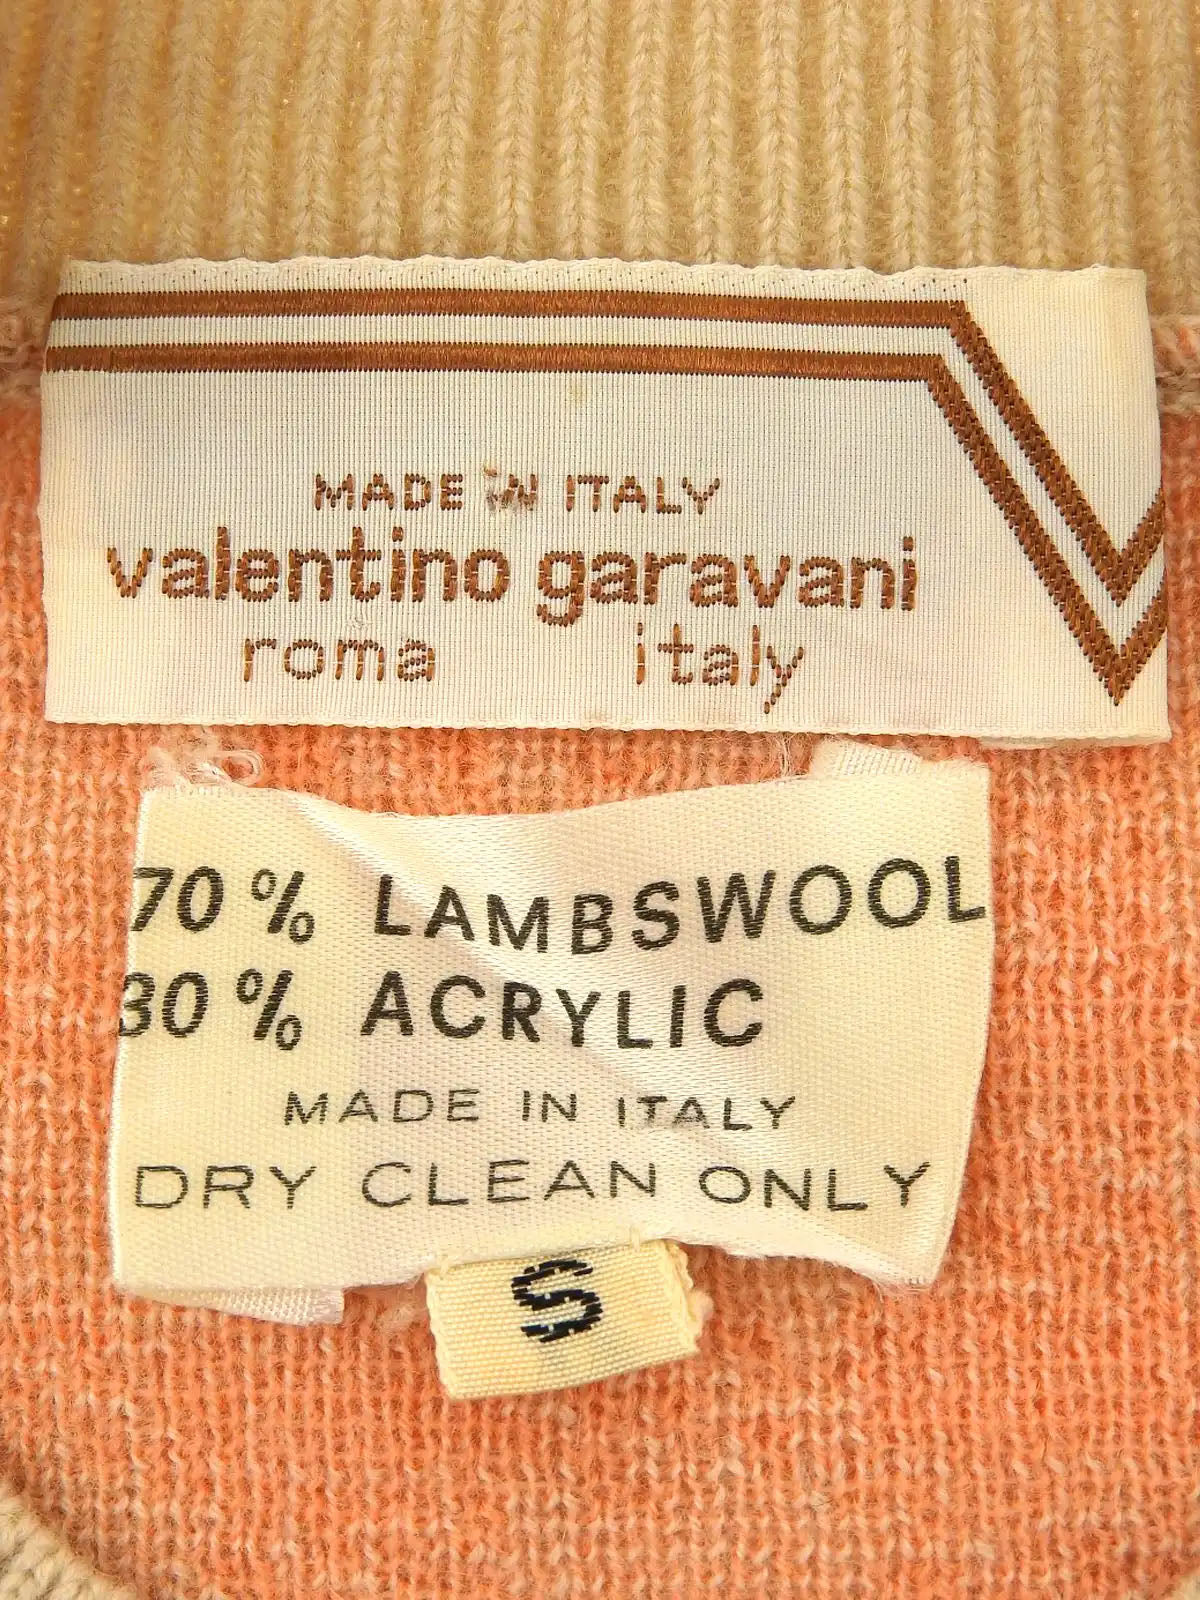 MADE IN ITALY
valentino garavani
roma italy
70% LAMBSWOOL
30% ACRYLIC
MADE IN ITALY
DRY CLEAN ONLY
S